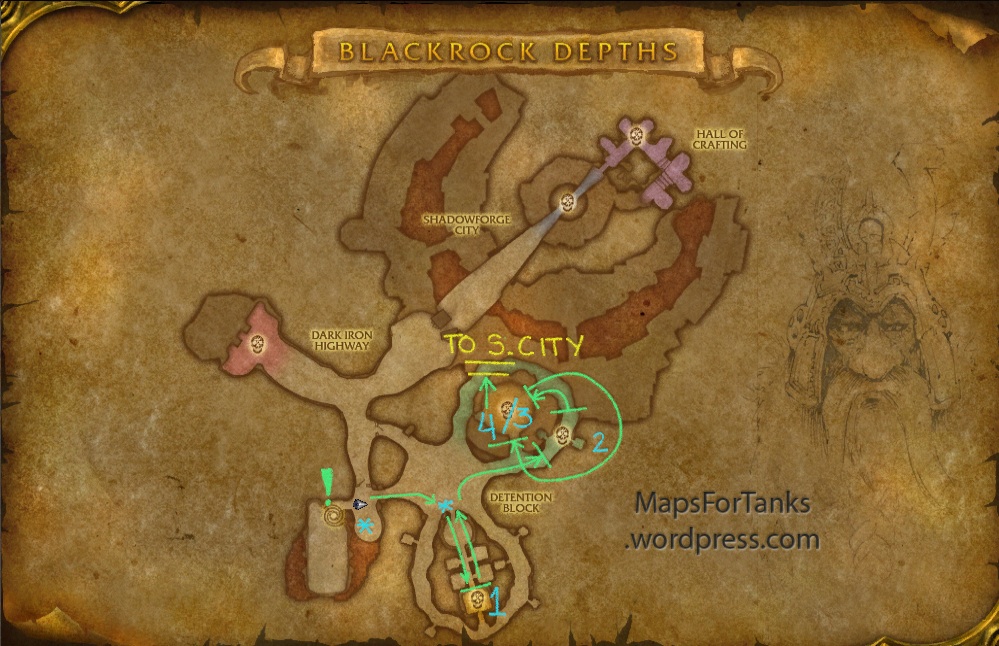 BLACKROCK DEPTHS
HALL OF
CRAFTING
SHADOWFORGE
CITY
DARK IRON
HIGHWAY
TO S. CITY
4/3
2
DETENTION
BLOCK
!
*
*
1
MapsForTanks
.wordpress.com